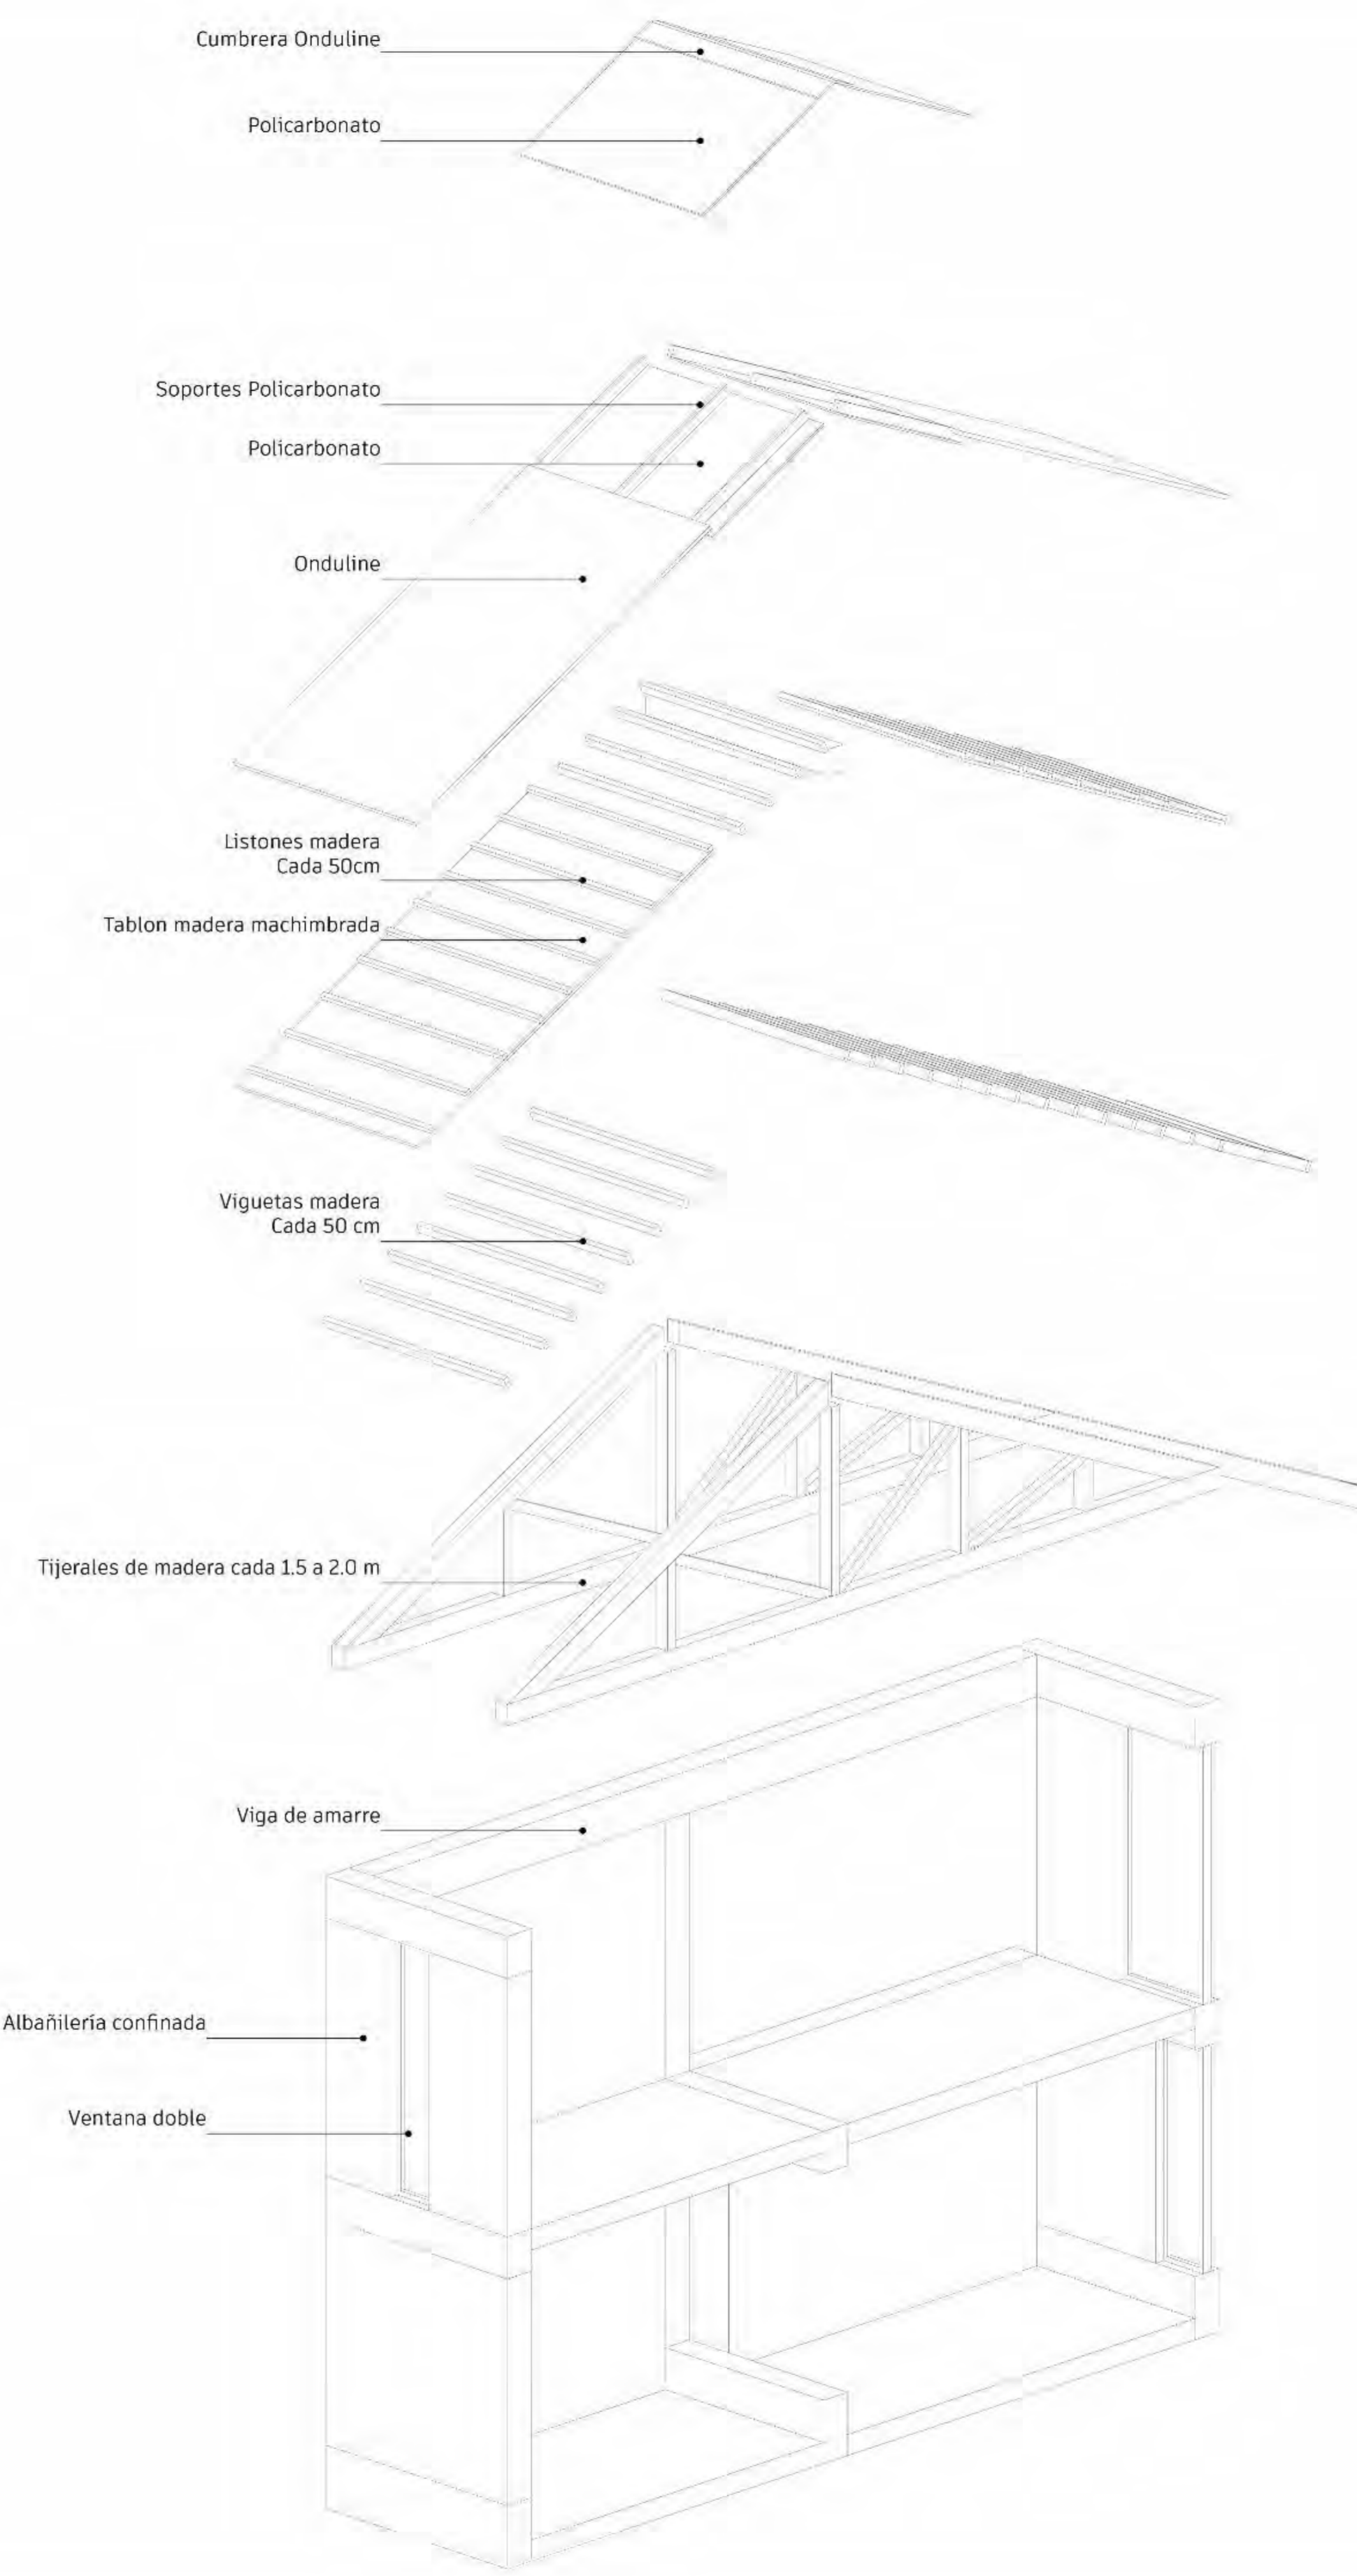 Cumbrera Onduline
Policarbonato
Soportes Policarbonato
Policarbonato
Onduline
Listones madera
Cada 50cm
Tablon madera machimbrada
Viguetas madera
Cada 50 cm
Tijerales de madera cada 1.5 a 2.0 m
Viga de amarre
Albañilería confinada
Ventana doble